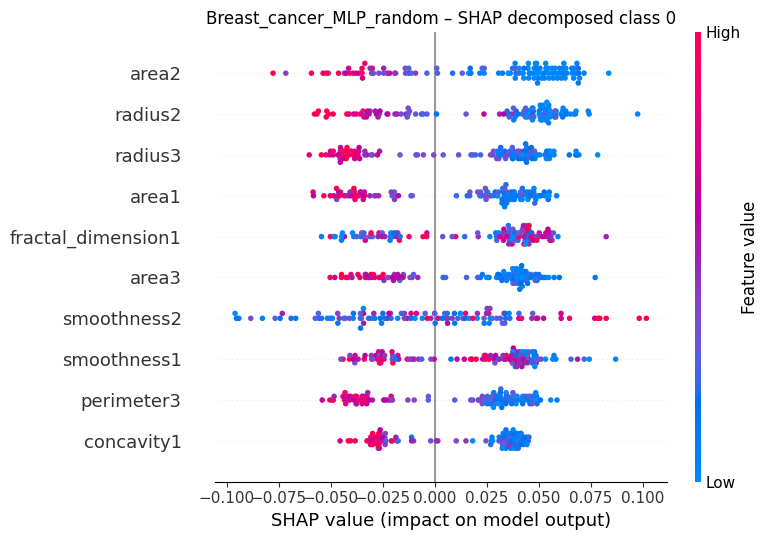 Breast_cancer_MLP_random – SHAP decomposed class 0
High
area2
radius2
radius3
area1
fractal_dimension1
area3
smoothness2
smoothness1
perimeter3
concavity1
Feature value
Low
−0.100 −0.075 −0.050 −0.025 0.000 0.025 0.050 0.075 0.100
SHAP value (impact on model output)